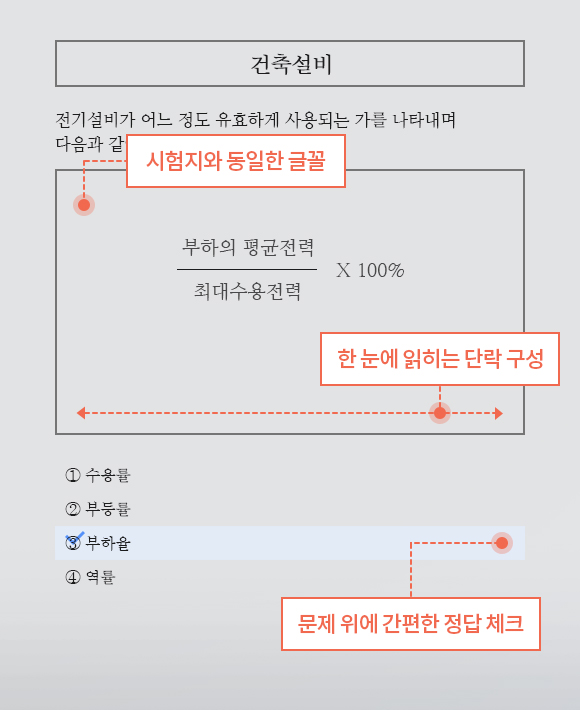 건축설비
전기설비가 어느 정도 유효하게 사용되는 가를 나타내며
다음과 같
시험지와 동일한 글꼴
부하의 평균전력
최대수용전력
X 100%
한 눈에 읽히는 단락 구성
① 수용률
② 부등률
③ 부하율
④ 역률
문제 위에 간편한 정답 체크